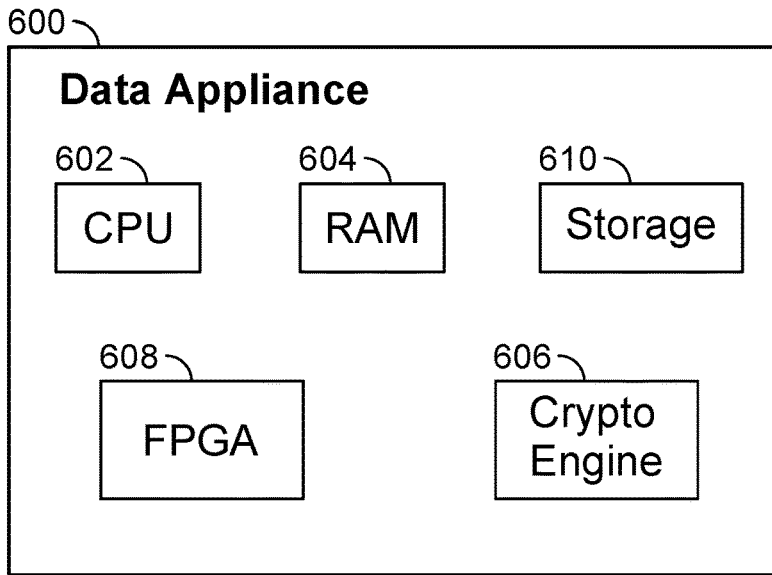 600
Data Appliance
602
CPU
604
RAM
610
Storage
608
FPGA
606
Crypto
Engine